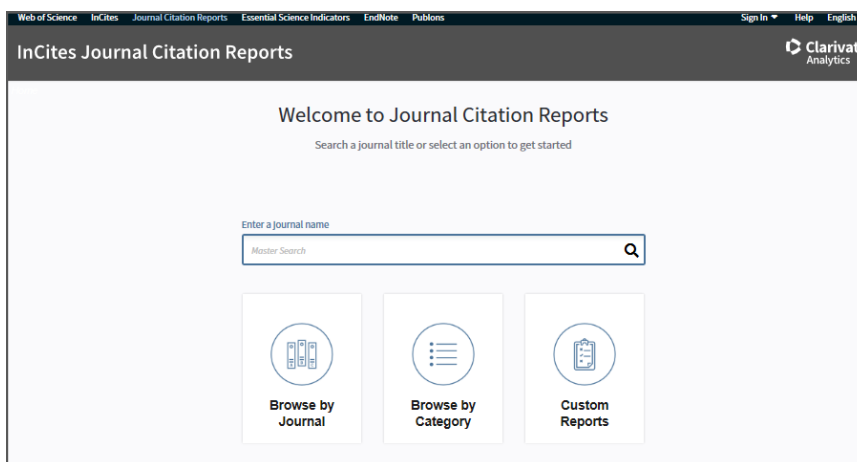 Web of Science InCites Journal Citation Reports Essential Science Indicators EndNote Publons Sign In Help English
InCites Journal Citation Reports
Clarivat
Analytics
Welcome to Journal Citation Reports
Search a journal title or select an option to get started
Enter a journal name
Master Search
Browse by
Journal
Browse by
Category
Custom
Reports